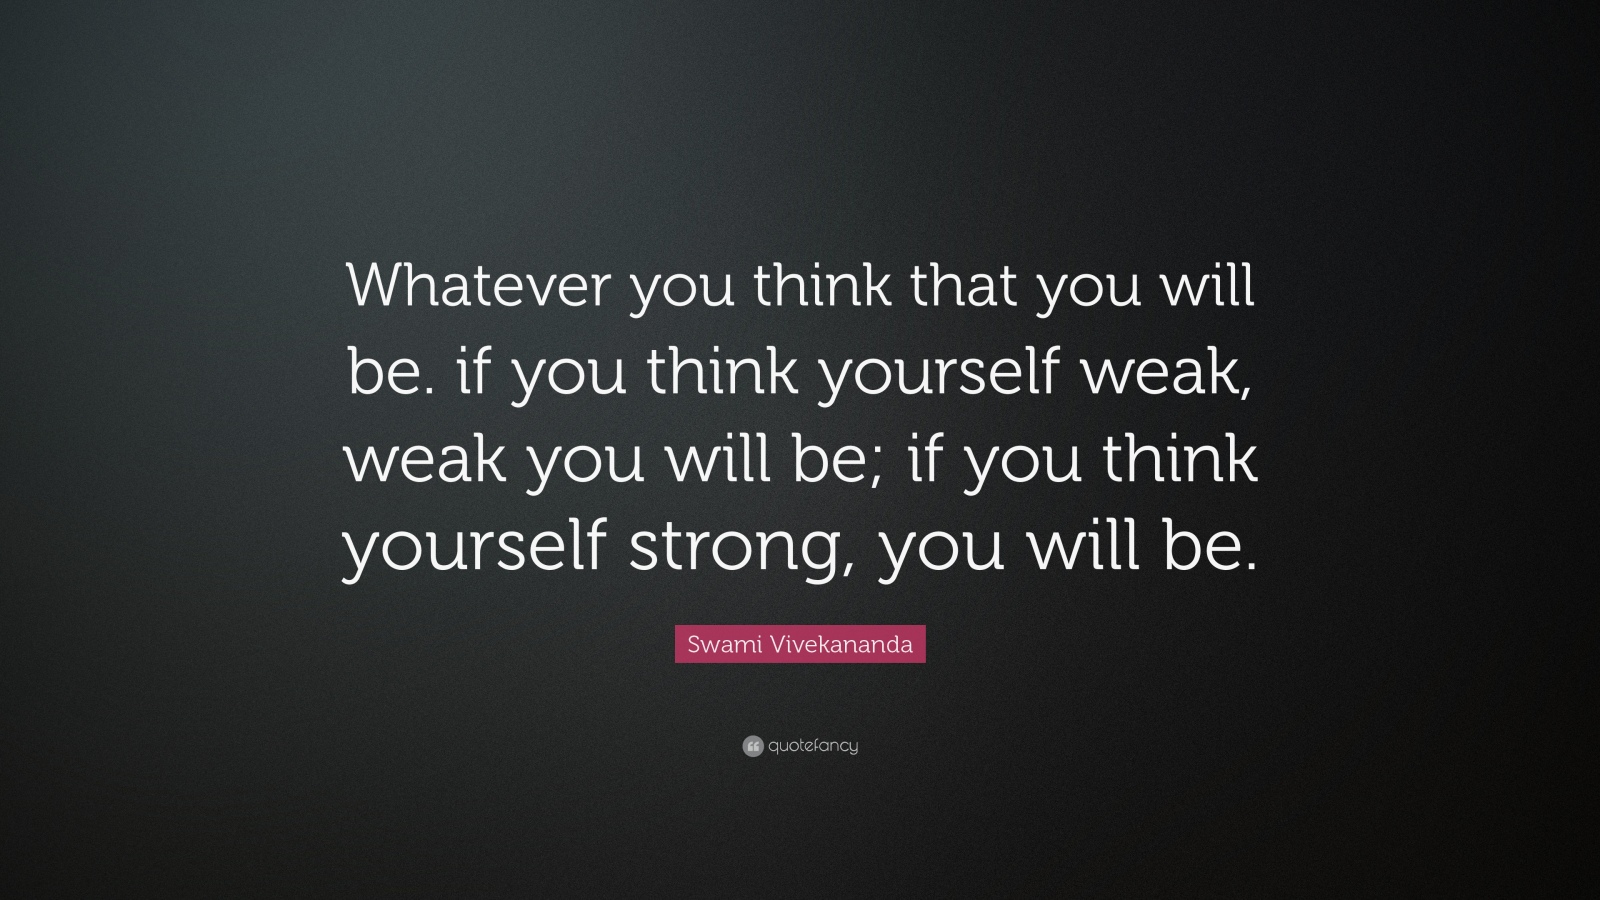 Whatever you think that you will
be. if you think yourself weak,
weak you will be; if you think
yourself strong, you will be.
Swami Vivekananda
quotefancy